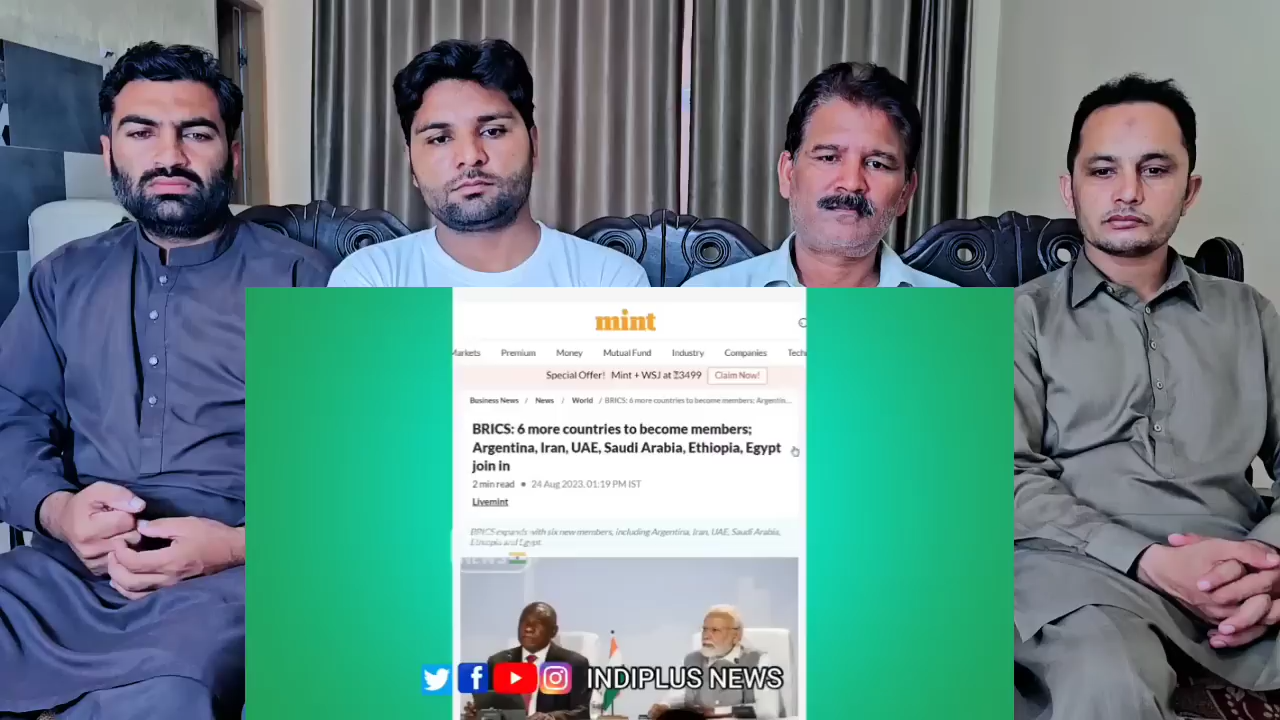 mint
Markets Premium Money Mutual Fund Industry Companies Tech
Special Offer! Mint + WSJ at ₹3499 Claim Now!
Business News / News / World / BRICS: 6 more countries to become members; Argentin...
BRICS: 6 more countries to become members;
Argentina, Iran, UAE, Saudi Arabia, Ethiopia, Egypt
join in
2 min read • 24 Aug 2023, 01:19 PM IST
Livemint
BRICS expands with six new members, including Argentina, Iran, UAE, Saudi Arabia,
Ethiopia and Egypt
NEWS
INDIPLUS NEWS